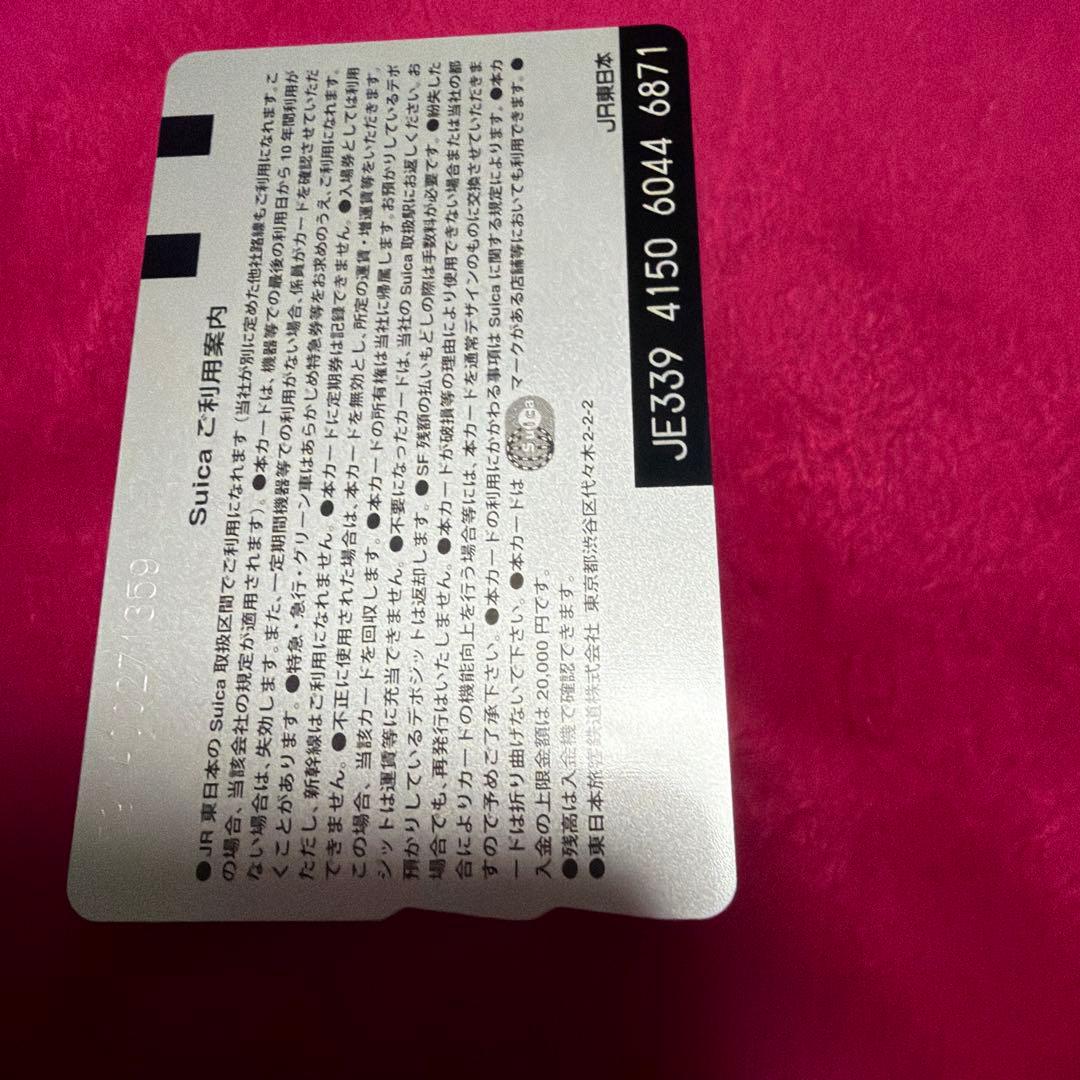 Suica ご利用案内
●JR 東日本の Suica 取扱区間でご利用になれます（当社が別に定めた他社路線もご利用になれます。こ
の場合、当該会社の規定が適用されます）。●本カードは、機器等での最後の利用日から 10 年間利用が
ない場合は、失効します。また、一定期間機器等での利用がない場合、係員がカードを確認させていただ
くことがあります。●特急・急行・グリーン車はあらかじめ特急券等をお求めのうえ、ご利用になれます。
ただし、新幹線はご利用になれません。●本カードに定期券は記録できません。●入場券としては利用
できません。●不正に使用された場合は、本カードを無効とし、所定の運賃・増運賃等をいただきます。
この場合、当該カードを回収します。●本カードの所有権は当社に帰属します。お預かりしているデポ
ジットは運賃等に充当できません。●不要になったカードは、当社の Suica 取扱駅にお返しください。お
預かりしているデポジットは返却します。●SF 残額の払いもどしの際は手数料が必要です。●紛失した
場合でも、再発行はいたしません。●本カードが破損等の理由により使用できない場合または当社の都
合によりカードの機能向上を行う場合等には、本カードを通常デザインのものに交換させていただきま
すので予めご了承下さい。●本カードの利用にかかわる事項は Suica に関する規定によります。●本カ
ードは折り曲げないで下さい。●本カードは Suica マークがある店舗等においても利用できます。●
入金の上限金額は 20,000 円です。
●残高は入金機で確認できます。
●東日本旅客鉄道株式会社 東京都渋谷区代々木2-2-2
JR東日本
JE339 4150 6044 6871